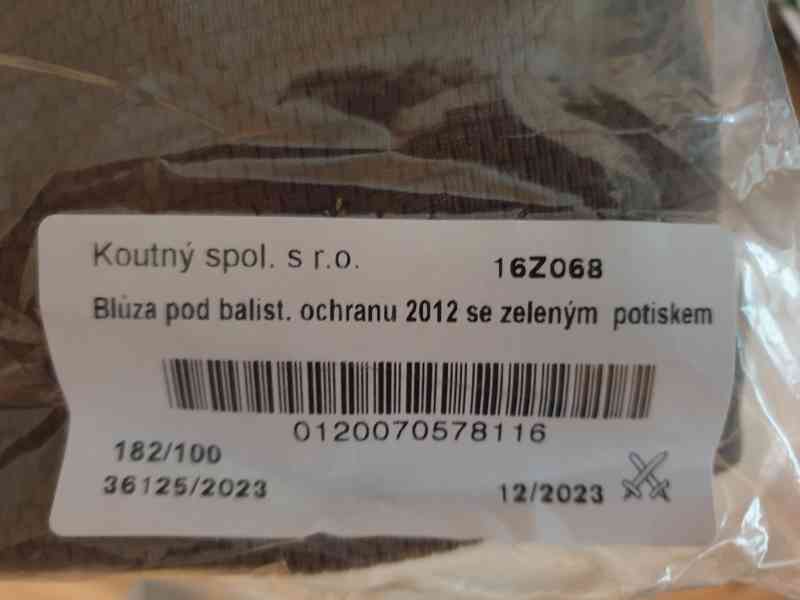 Koutný spol. s r.o. 16Z068
Blůza pod balist. ochranu 2012 se zeleným potiskem
0120070578116
182/100
36125/2023 12/2023